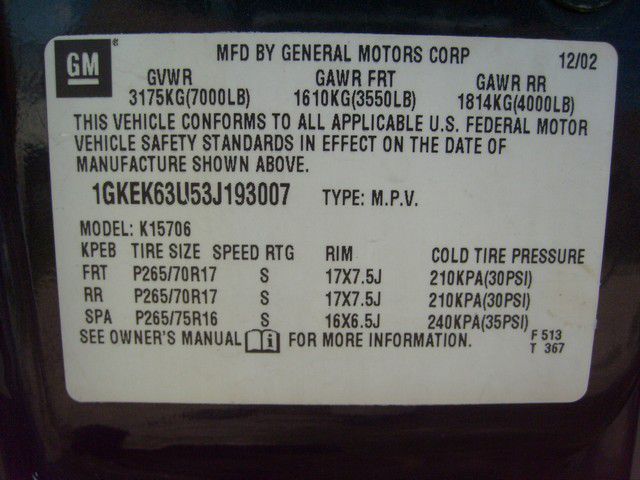 GM ®
MFD BY GENERAL MOTORS CORP 12/02
GVWR GAWR FRT GAWR RR
3175KG(7000LB) 1610KG(3550LB) 1814KG(4000LB)
THIS VEHICLE CONFORMS TO ALL APPLICABLE U.S. FEDERAL MOTOR
VEHICLE SAFETY STANDARDS IN EFFECT ON THE DATE OF
MANUFACTURE SHOWN ABOVE.
1GKEK63U53J193007 TYPE: M.P.V.
MODEL: K15706
KPEB TIRE SIZE SPEED RTG RIM COLD TIRE PRESSURE
FRT P265/70R17 S 17X7.5J 210KPA(30PSI)
RR P265/70R17 S 17X7.5J 210KPA(30PSI)
SPA P265/75R16 S 16X6.5J 240KPA(35PSI)
SEE OWNER'S MANUAL i FOR MORE INFORMATION. F 513
T 367